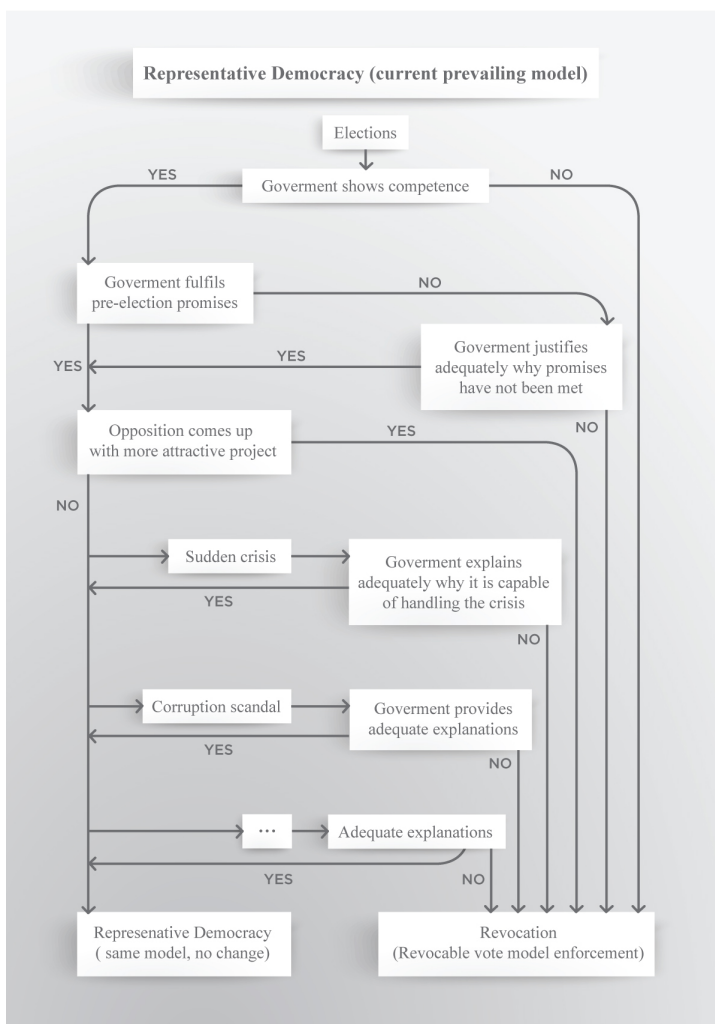 Representative Democracy (current prevailing model)
Elections
YES
Goverment shows competence
NO
Goverment fulfils
pre-election promises
NO
YES
YES
Goverment justifies
adequately why promises
have not been met
Opposition comes up
with more attractive project
YES
NO
NO
Sudden crisis
Goverment explains
adequately why it is capable
of handling the crisis
YES
NO
Corruption scandal
Goverment provides
adequate explanations
YES
NO
...
Adequate explanations
YES
NO
Represenative Democracy
( same model, no change)
Revocation
(Revocable vote model enforcement)